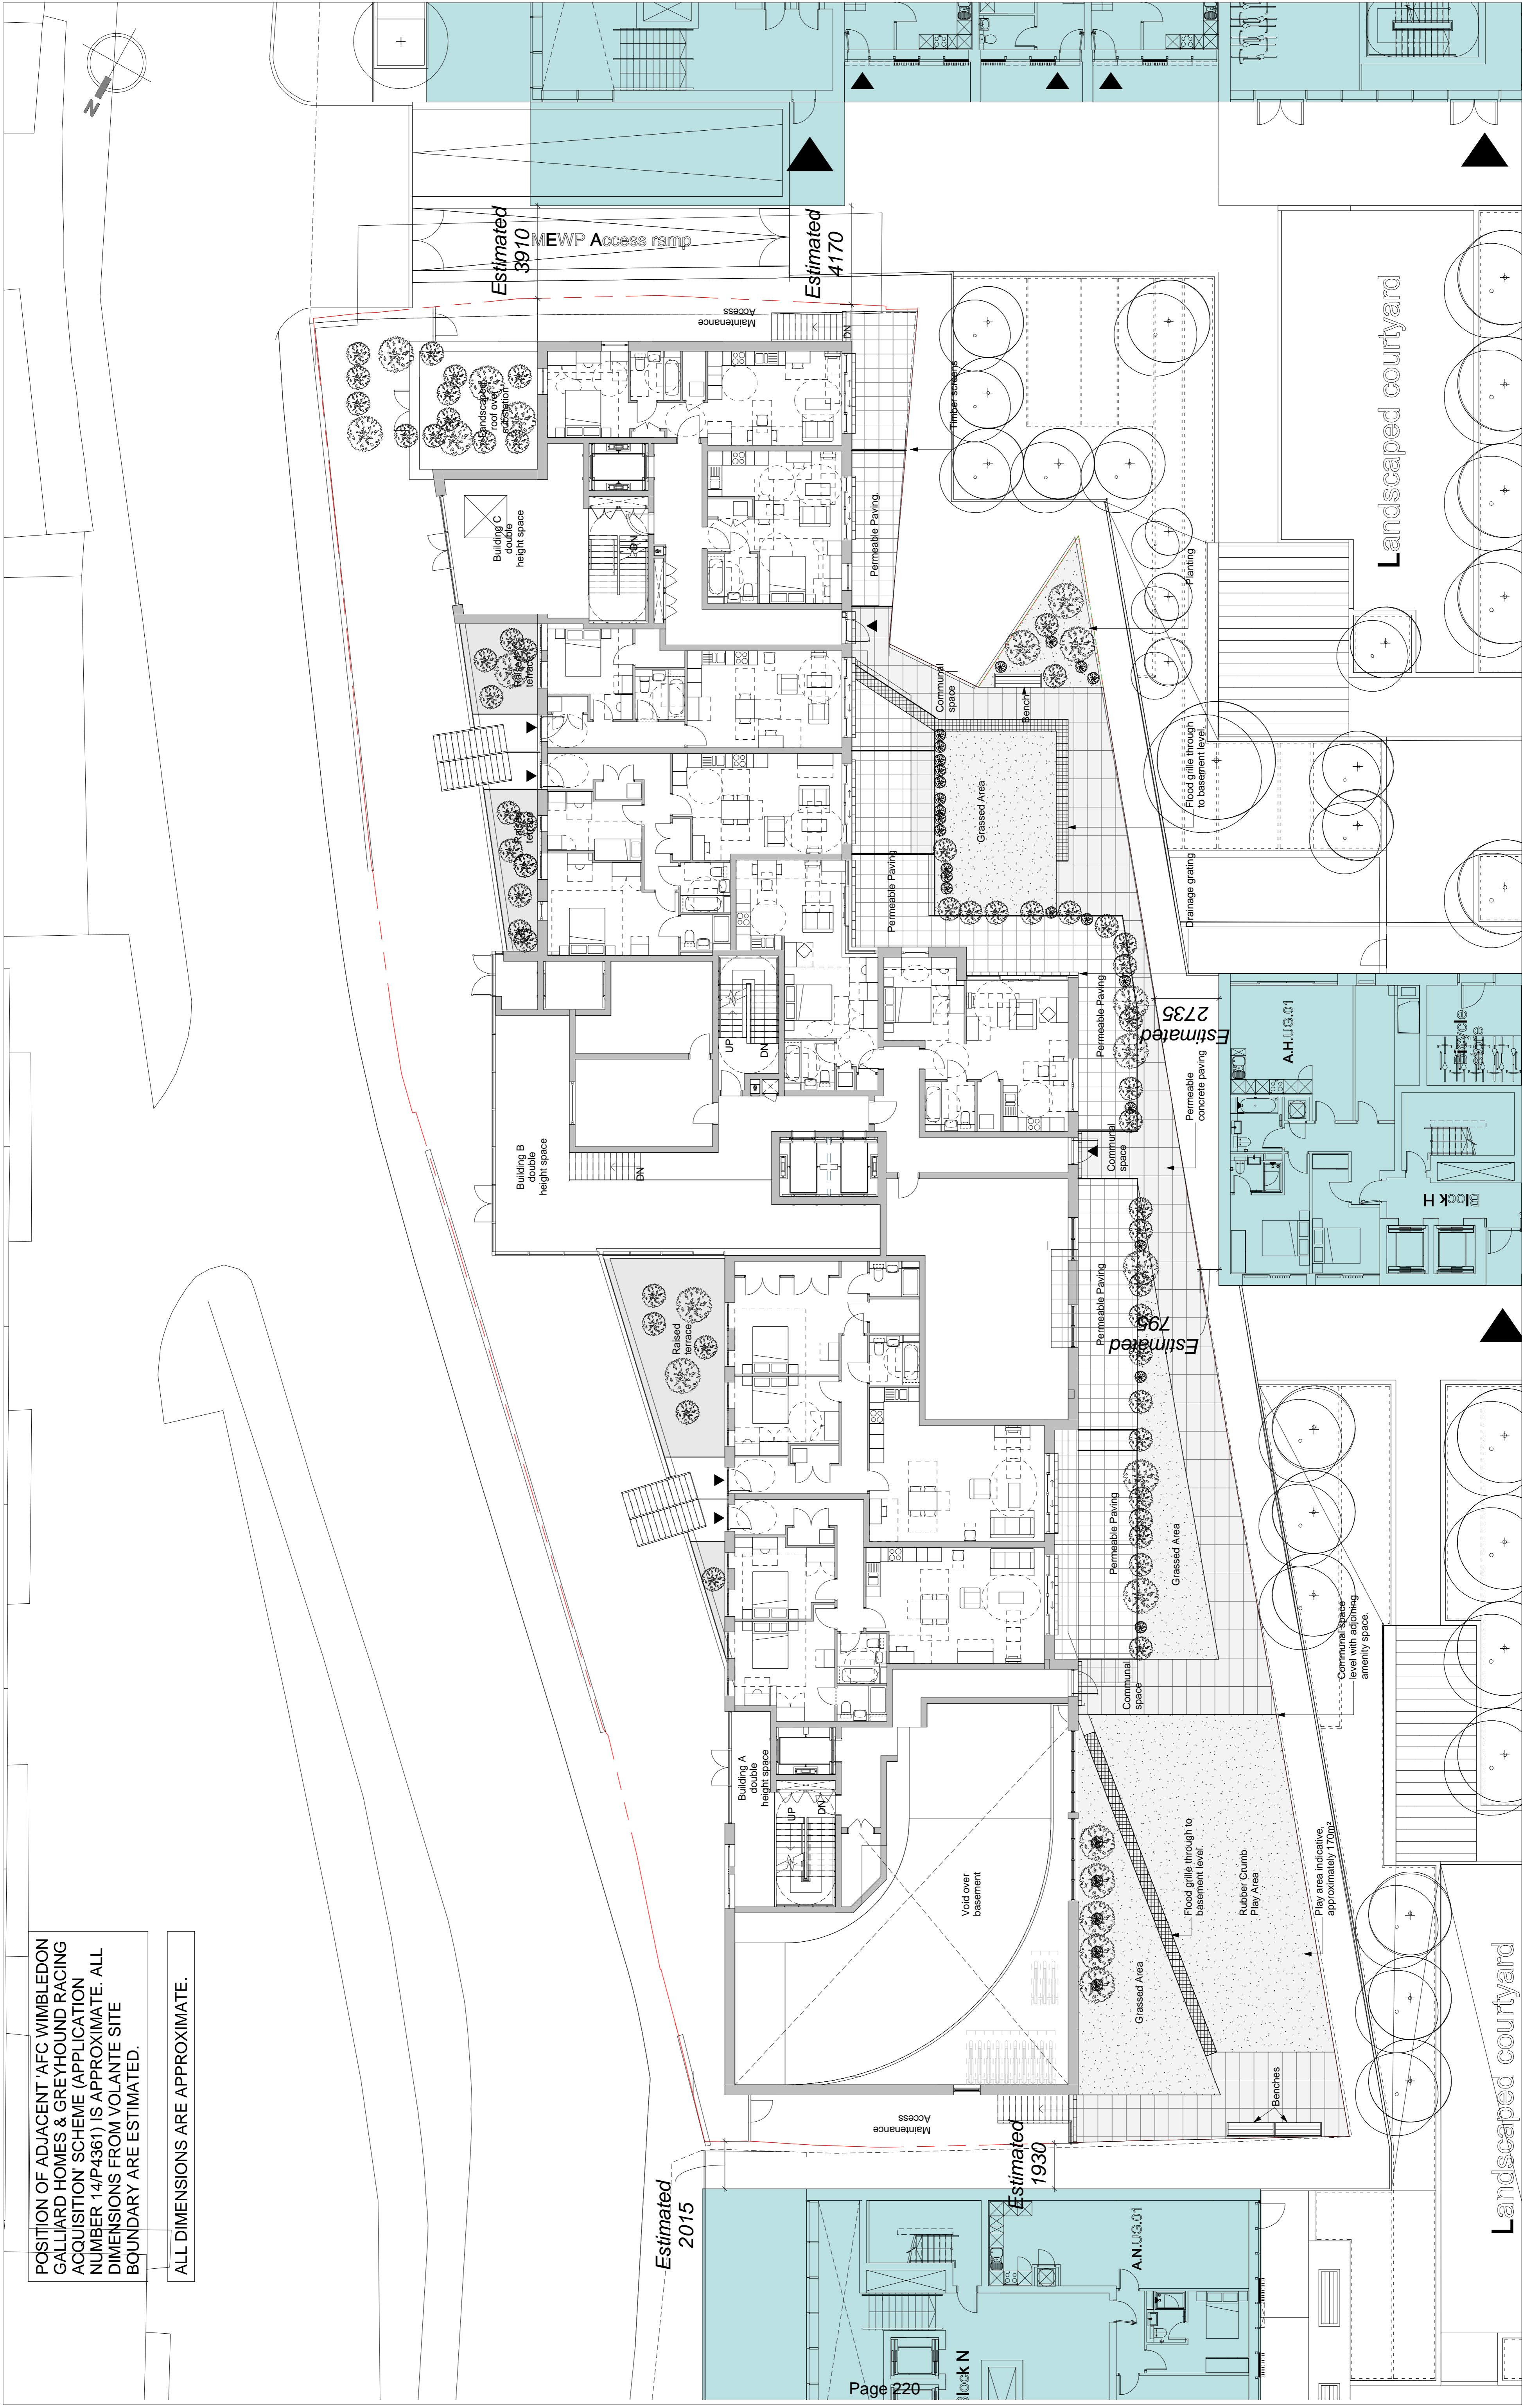 POSITION OF ADJACENT 'AFC WIMBLEDON
GALLIARD HOMES & GREYHOUND RACING
ACQUISITION' SCHEME (APPLICATION
NUMBER 14/P4361) IS APPROXIMATE. ALL
DIMENSIONS FROM VOLANTE SITE
BOUNDARY ARE ESTIMATED.
ALL DIMENSIONS ARE APPROXIMATE.
N
Estimated
3910
MEWP Access ramp
Estimated
4170
Maintenance
Access
DN
Landscaped
roof over
substation
Timber screens
Landscaped courtyard
Building C
double
height space
DN
Permeable Paving.
Planting
Raised
terrace
Communal
space
Bench
Flood grille through
to basement level.
Raised
terrace
Grassed Area
Permeable Paving
Drainage grating
UP
DN
Permeable Paving
Estimated
2735
Permeable
concrete paving
A.H.UG.01
Bicycle
store
Block H
Building B
double
height space
DN
Communal
space
Raised
terrace
Permeable Paving
Estimated
795
Permeable Paving
Grassed Area
Communal space
level with adjoining
amenity space.
Communal
space
Building A
double
height space
UP
DN
Void over
basement
Flood grille through to
basement level.
Rubber Crumb
Play Area
Play area indicative,
approximately 170m²
Grassed Area
Benches
Maintenance
Access
Estimated
2015
Estimated
1930
A.N.UG.01
Block N
Landscaped courtyard
Page 220